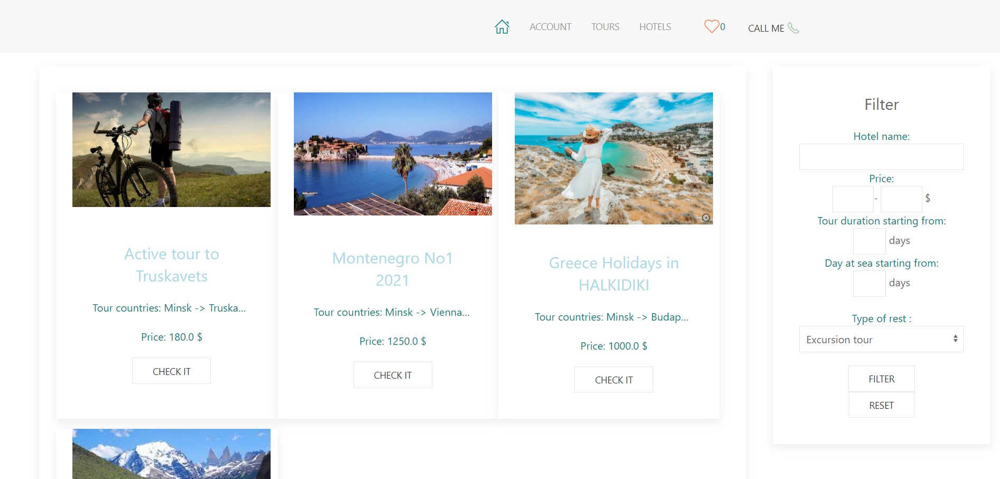 ACCOUNT TOURS HOTELS 0 CALL ME
Active tour to
Truskavets
Tour countries: Minsk -> Truska...
Price: 180.0 $
CHECK IT
Montenegro No1
2021
Tour countries: Minsk -> Vienna...
Price: 1250.0 $
CHECK IT
Greece Holidays in
HALKIDIKI
Tour countries: Minsk -> Budap...
Price: 1000.0 $
CHECK IT
Filter
Hotel name:
Price:
- $
Tour duration starting from:
days
Day at sea starting from:
days
Type of rest :
Excursion tour
FILTER
RESET